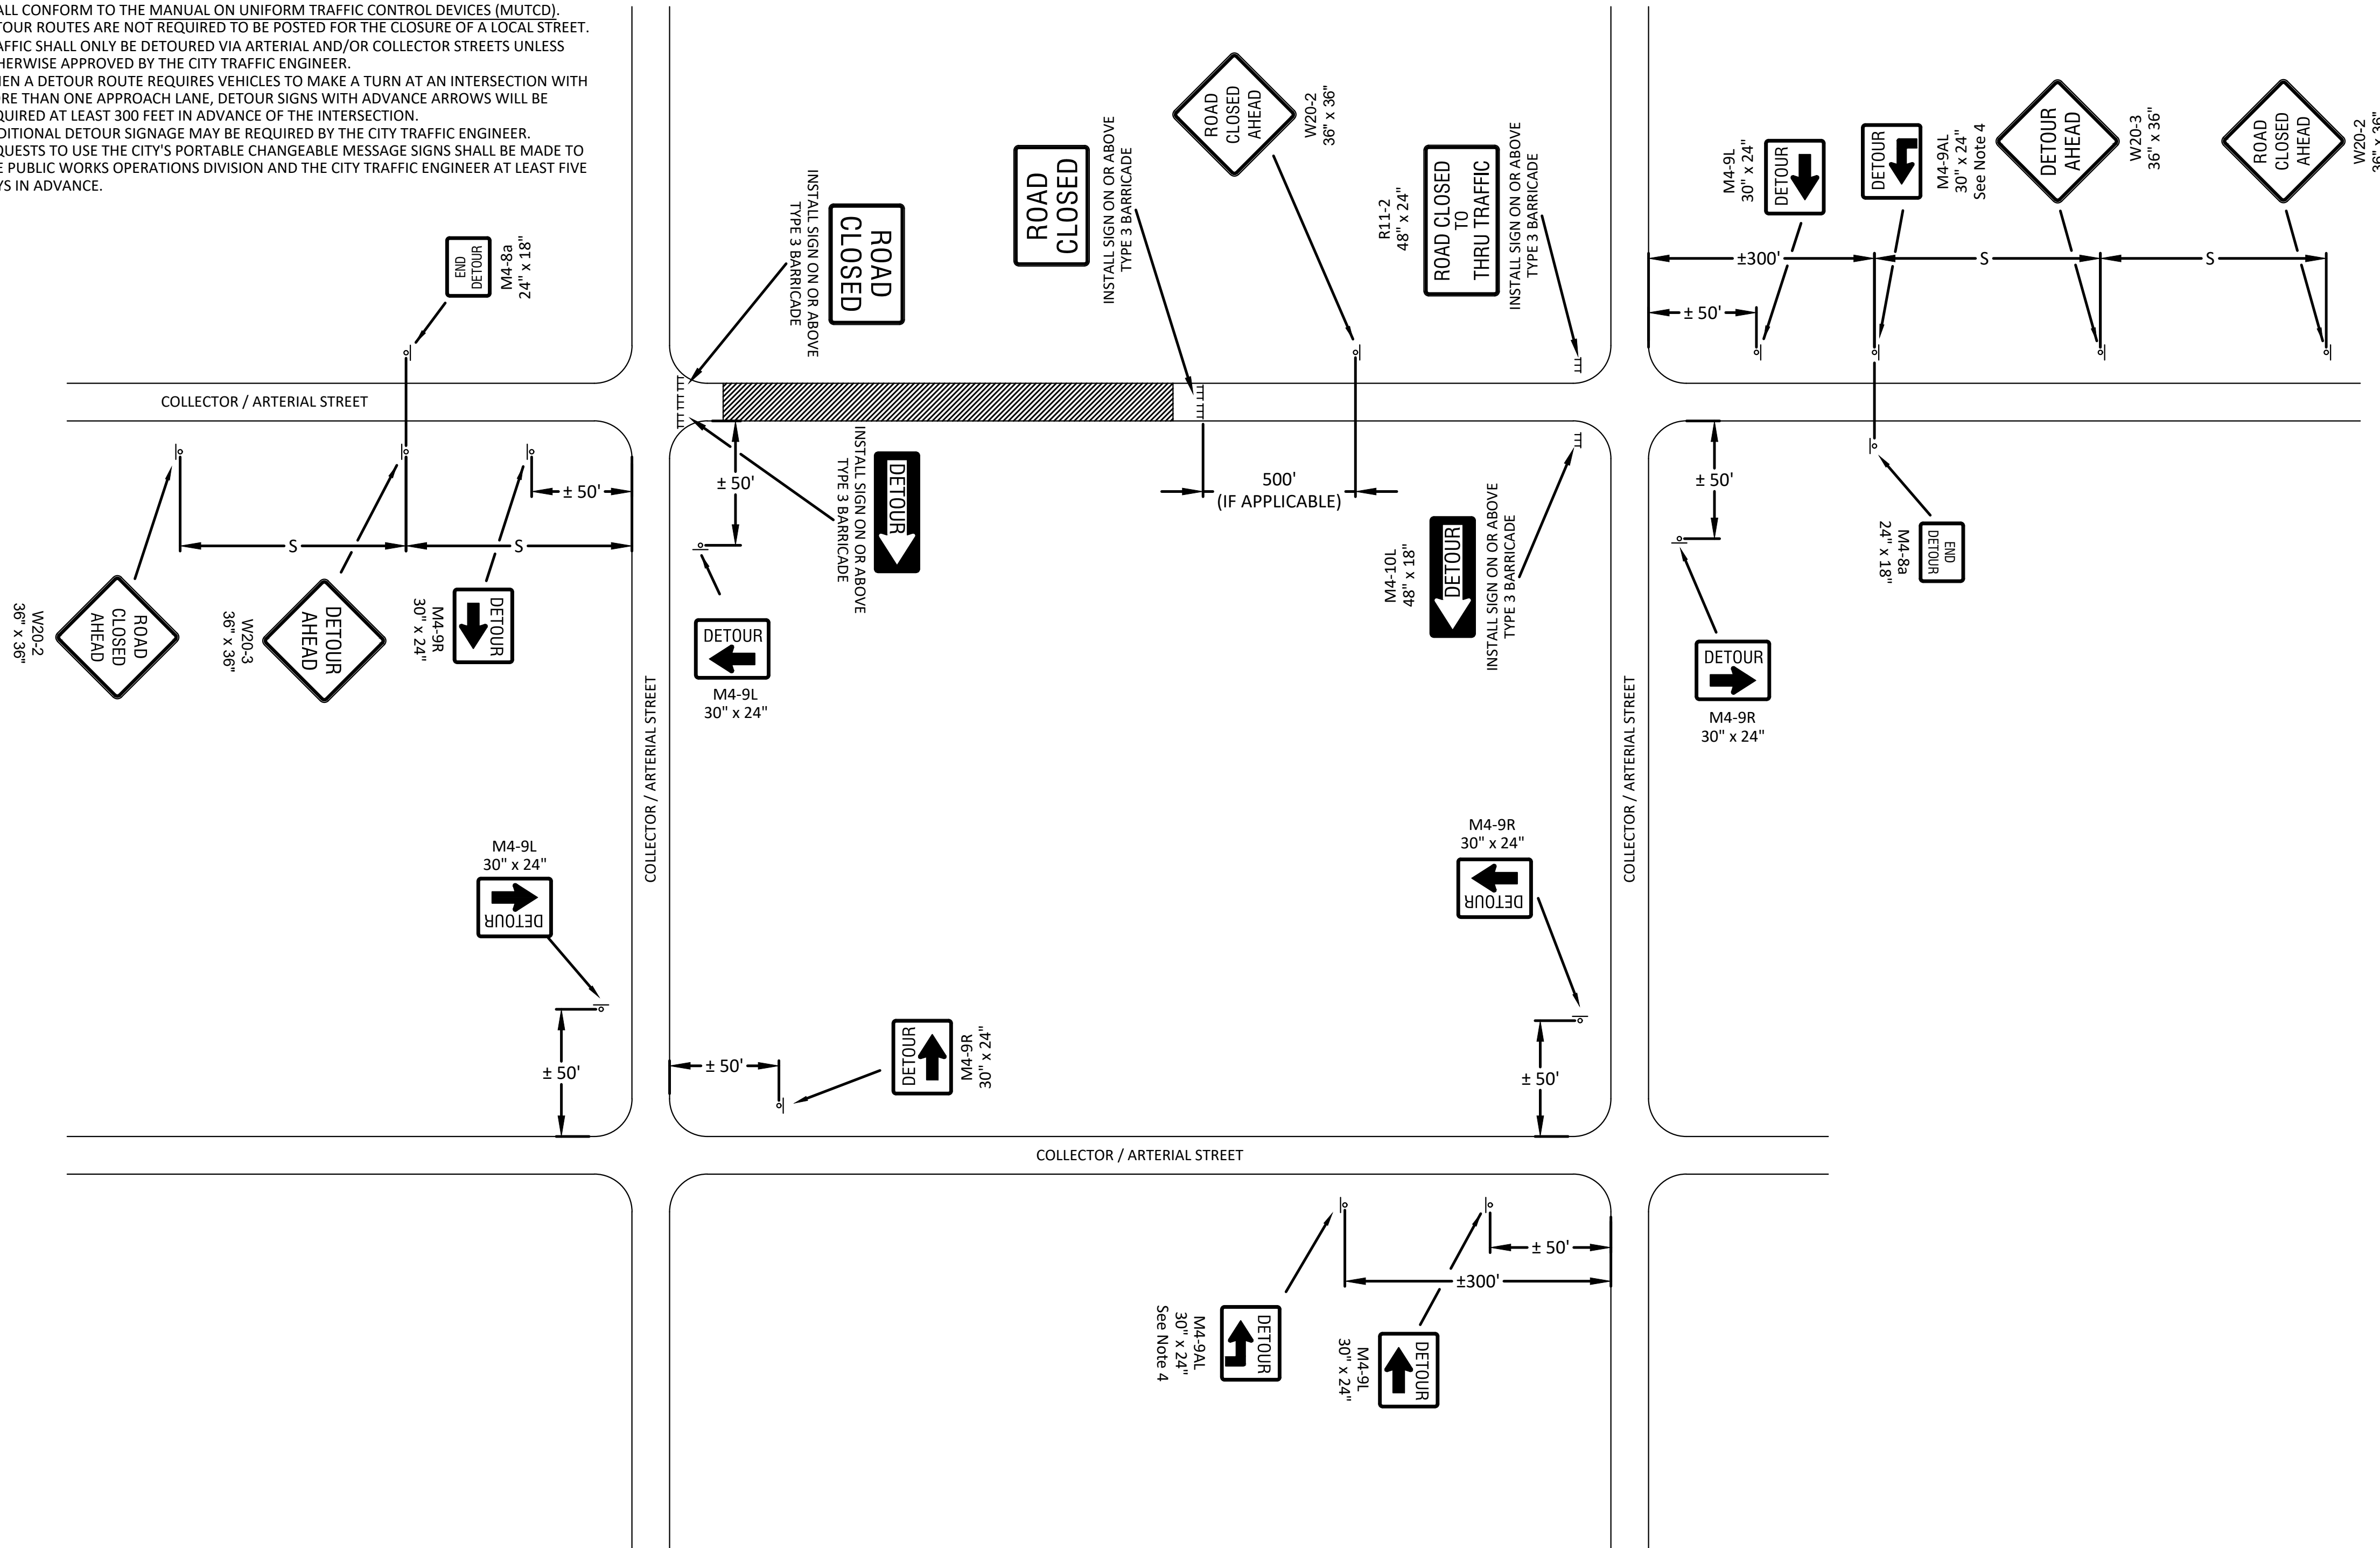 ALL CONFORM TO THE MANUAL ON UNIFORM TRAFFIC CONTROL DEVICES (MUTCD).
TOUR ROUTES ARE NOT REQUIRED TO BE POSTED FOR THE CLOSURE OF A LOCAL STREET.
AFFIC SHALL ONLY BE DETOURED VIA ARTERIAL AND/OR COLLECTOR STREETS UNLESS
HERWISE APPROVED BY THE CITY TRAFFIC ENGINEER.
EN A DETOUR ROUTE REQUIRES VEHICLES TO MAKE A TURN AT AN INTERSECTION WITH
RE THAN ONE APPROACH LANE, DETOUR SIGNS WITH ADVANCE ARROWS WILL BE
QUIRED AT LEAST 300 FEET IN ADVANCE OF THE INTERSECTION.
DITIONAL DETOUR SIGNAGE MAY BE REQUIRED BY THE CITY TRAFFIC ENGINEER.
QUESTS TO USE THE CITY'S PORTABLE CHANGEABLE MESSAGE SIGNS SHALL BE MADE TO
E PUBLIC WORKS OPERATIONS DIVISION AND THE CITY TRAFFIC ENGINEER AT LEAST FIVE
YS IN ADVANCE.
END
DETOUR
M4-8a
24" x 18"
INSTALL SIGN ON OR ABOVE
TYPE 3 BARRICADE
ROAD
CLOSED
ROAD
CLOSED
INSTALL SIGN ON OR ABOVE
TYPE 3 BARRICADE
ROAD
CLOSED
AHEAD
W20-2
36" x 36"
R11-2
48" x 24"
ROAD CLOSED
TO
THRU TRAFFIC
INSTALL SIGN ON OR ABOVE
TYPE 3 BARRICADE
M4-9L
30" x 24"
DETOUR
DETOUR
M4-9AL
30" x 24"
See Note 4
DETOUR
AHEAD
W20-3
36" x 36"
ROAD
CLOSED
AHEAD
W20-2
36" x 36"
±300'
S
S
± 50'
COLLECTOR / ARTERIAL STREET
± 50'
S
S
W20-2
36" x 36"
ROAD
CLOSED
AHEAD
W20-3
36" x 36"
DETOUR
AHEAD
M4-9R
30" x 24"
DETOUR
± 50'
INSTALL SIGN ON OR ABOVE
TYPE 3 BARRICADE
DETOUR
DETOUR
M4-9L
30" x 24"
500'
(IF APPLICABLE)
M4-10L
48" x 18"
DETOUR
INSTALL SIGN ON OR ABOVE
TYPE 3 BARRICADE
± 50'
DETOUR
M4-9R
30" x 24"
M4-8a
24" x 18"
END
DETOUR
COLLECTOR / ARTERIAL STREET
COLLECTOR / ARTERIAL STREET
M4-9L
30" x 24"
DETOUR
± 50'
± 50'
DETOUR
M4-9R
30" x 24"
M4-9R
30" x 24"
DETOUR
± 50'
COLLECTOR / ARTERIAL STREET
± 50'
±300'
DETOUR
M4-9AL
30" x 24"
See Note 4
DETOUR
M4-9L
30" x 24"